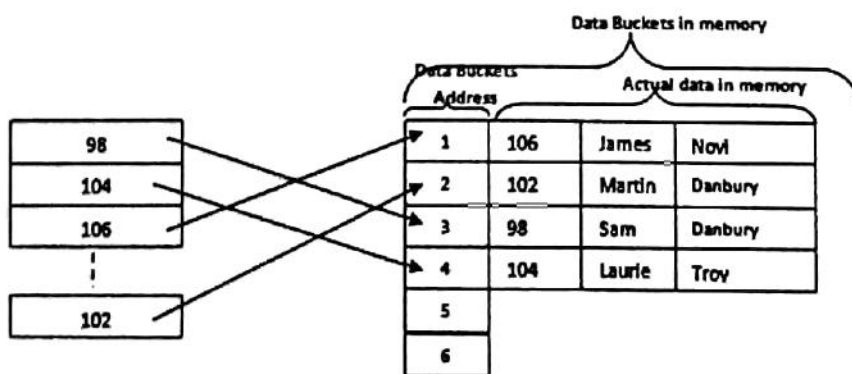 Data Buckets in memory
Data Buckets
Address
Actual data in memory
98
104
106
102
1 106 James Novi
2 102 Martin Danbury
3 98 Sam Danbury
4 104 Laurie Troy
5
6